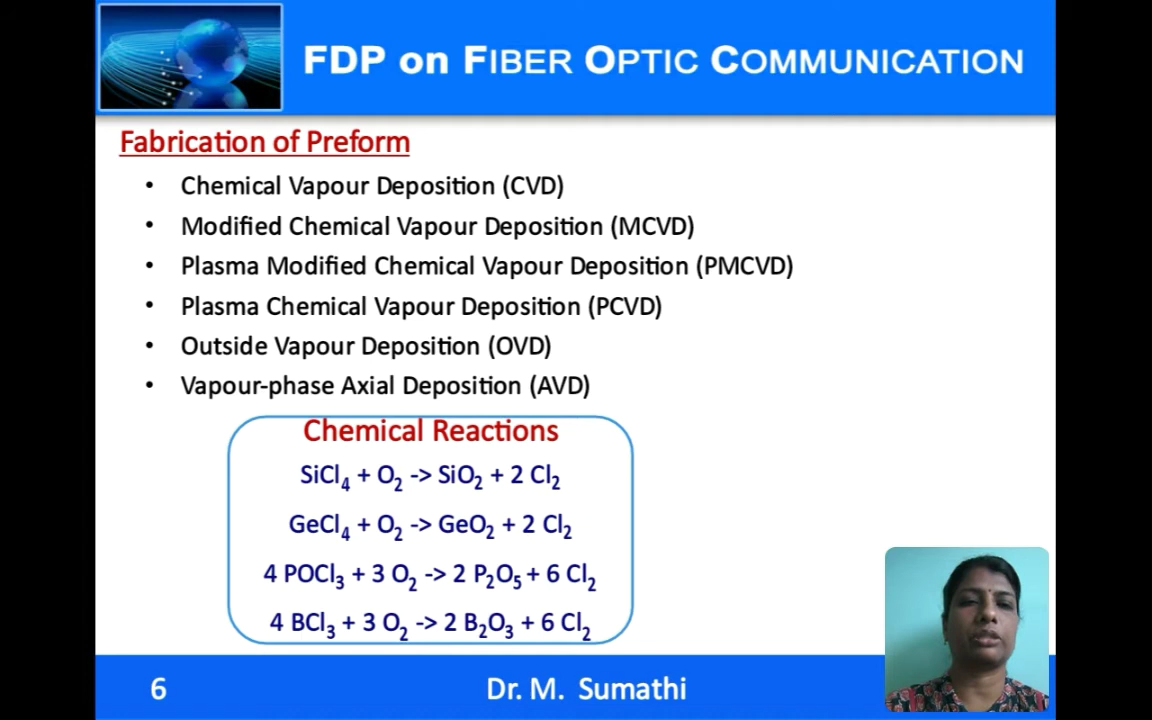 FDP on FIBER OPTIC COMMUNICATION
Fabrication of Preform
• Chemical Vapour Deposition (CVD)
• Modified Chemical Vapour Deposition (MCVD)
• Plasma Modified Chemical Vapour Deposition (PMCVD)
• Plasma Chemical Vapour Deposition (PCVD)
• Outside Vapour Deposition (OVD)
• Vapour-phase Axial Deposition (AVD)
Chemical Reactions
SiCl₄ + O₂ -> SiO₂ + 2 Cl₂
GeCl₄ + O₂ -> GeO₂ + 2 Cl₂
4 POCl₃ + 3 O₂ -> 2 P₂O₅ + 6 Cl₂
4 BCl₃ + 3 O₂ -> 2 B₂O₃ + 6 Cl₂
6 Dr. M. Sumathi